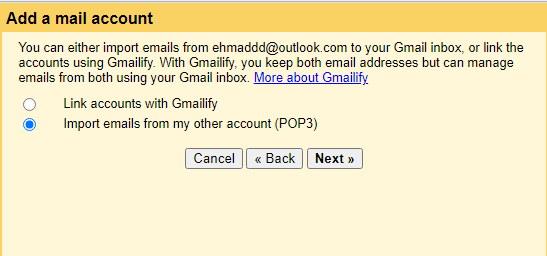 Add a mail account
You can either import emails from ehmaddd@outlook.com to your Gmail inbox, or link the
accounts using Gmailify. With Gmailify, you keep both email addresses but can manage
emails from both using your Gmail inbox. More about Gmailify
Link accounts with Gmailify
Import emails from my other account (POP3)
Cancel « Back Next »